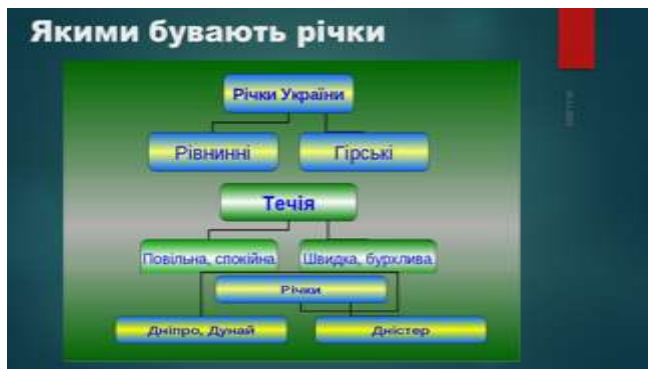 Якими бувають річки
Річки України
Рівнинні
Гірські
Течія
Повільна, спокійна
Швидка, бурхлива
Річки
Дніпро, Дунай
Дністер